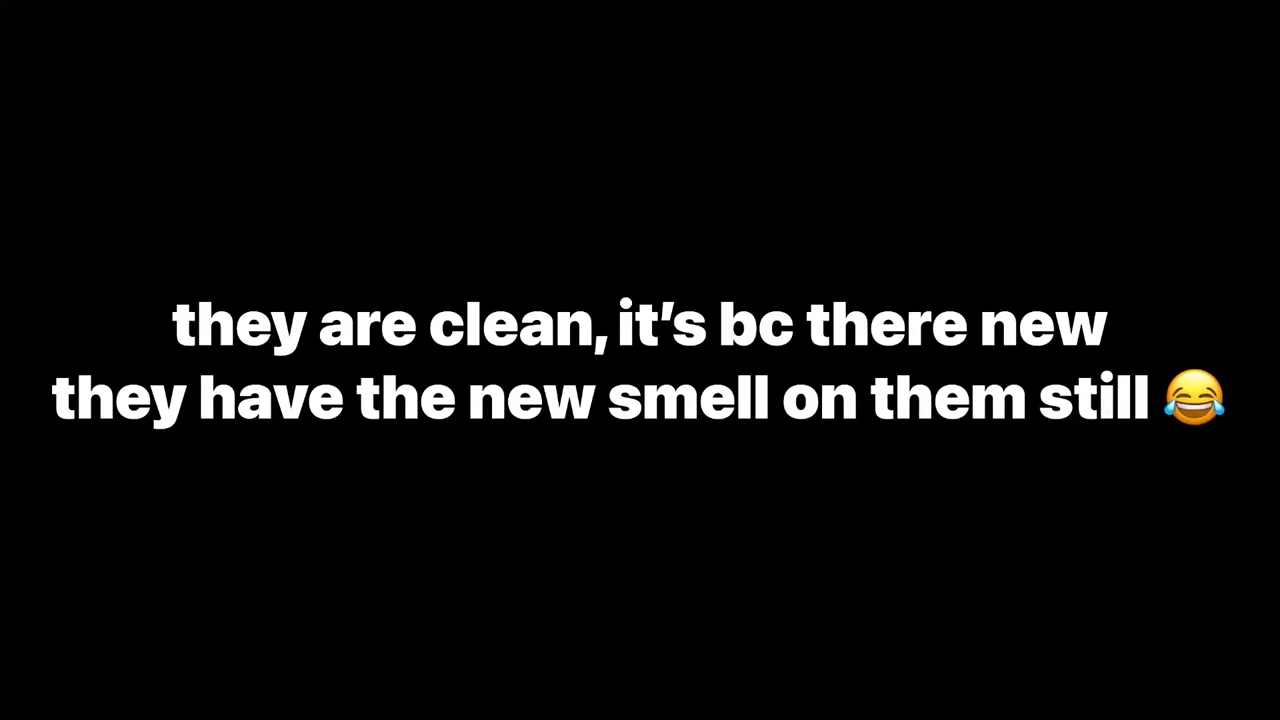 they are clean, it’s bc there new
they have the new smell on them still 😂